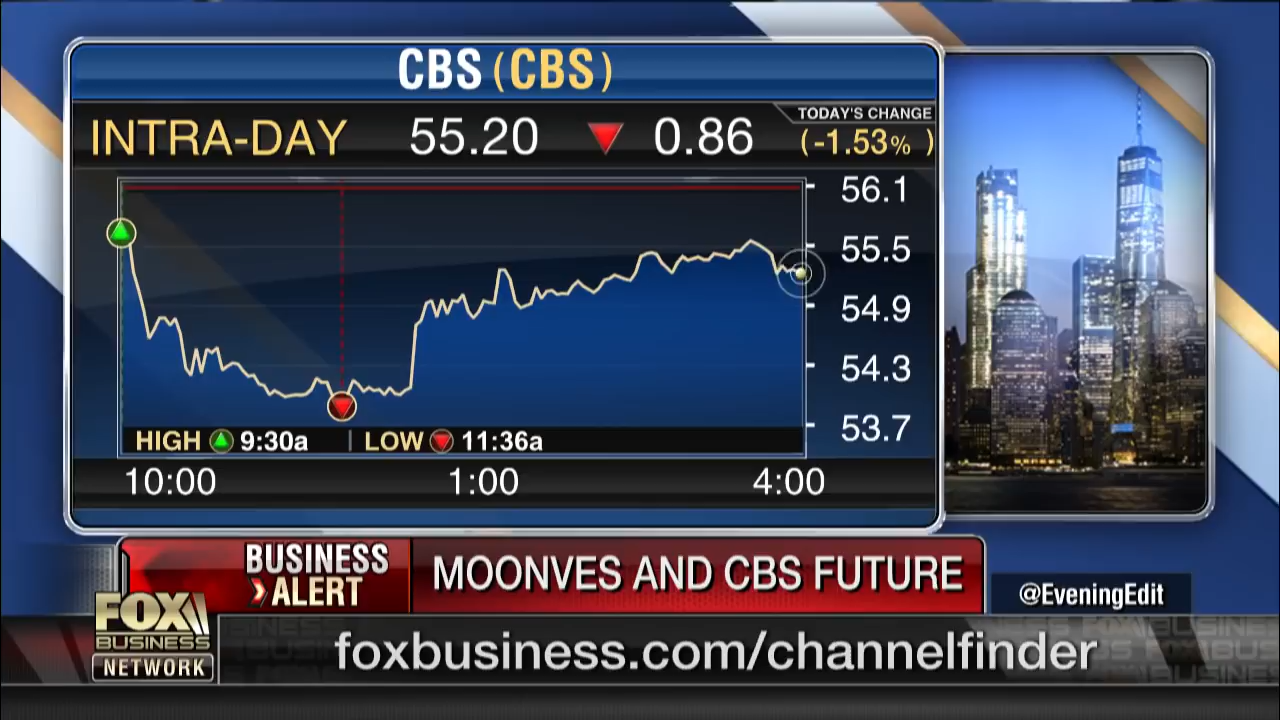 CBS (CBS)
INTRA-DAY 55.20 0.86
TODAY'S CHANGE
(-1.53% )
56.1
55.5
54.9
54.3
53.7
HIGH 9:30a | LOW 11:36a
10:00 1:00 4:00
BUSINESS ALERT
MOONVES AND CBS FUTURE
@EveningEdit
FOX
BUSINESS
NETWORK
foxbusiness.com/channelfinder